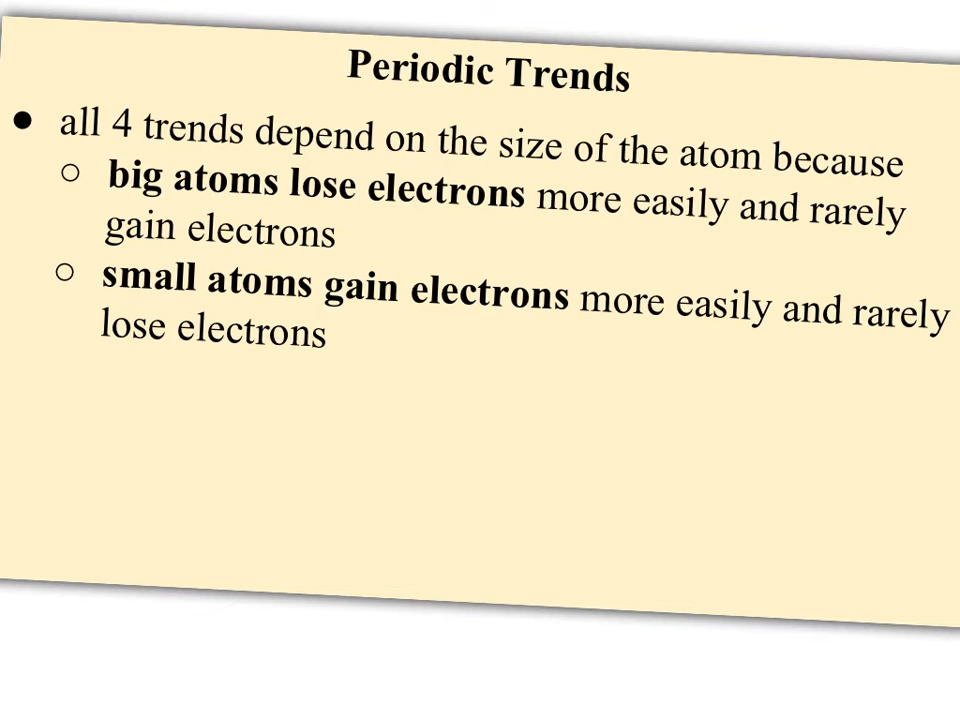 Periodic Trends
● all 4 trends depend on the size of the atom because
○ big atoms lose electrons more easily and rarely
gain electrons
○ small atoms gain electrons more easily and rarely
lose electrons